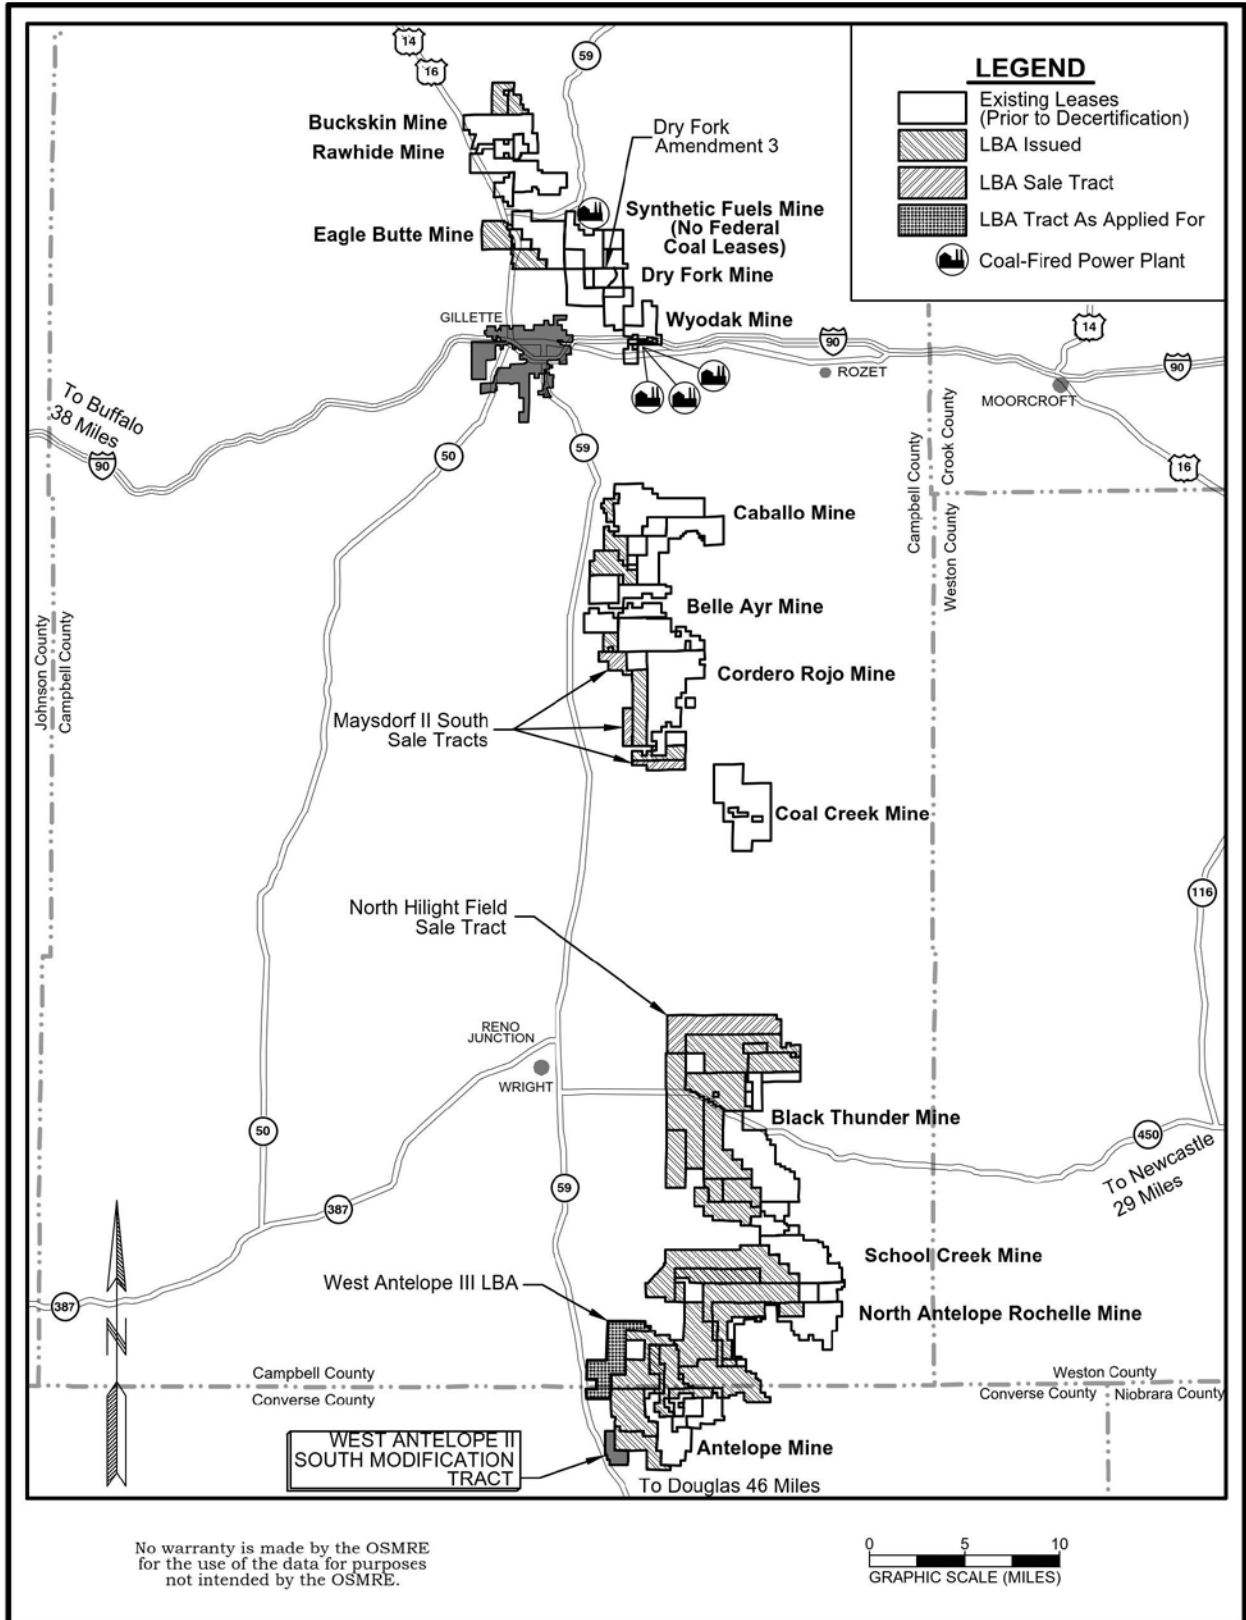 14
16
59
LEGEND
Existing Leases
(Prior to Decertification)
LBA Issued
LBA Sale Tract
LBA Tract As Applied For
Coal-Fired Power Plant
Buckskin Mine
Rawhide Mine
Dry Fork
Amendment 3
Eagle Butte Mine
Synthetic Fuels Mine
(No Federal
Coal Leases)
Dry Fork Mine
GILLETTE
Wyodak Mine
90
14
90
ROZET
MOORCROFT
To Buffalo
38 Miles
90
50
59
16
Campbell County
Crook County
Weston County
Johnson County
Campbell County
Caballo Mine
Belle Ayr Mine
Cordero Rojo Mine
Maysdorf II South
Sale Tracts
Coal Creek Mine
116
North Hilight Field
Sale Tract
RENO
JUNCTION
WRIGHT
Black Thunder Mine
50
450
To Newcastle
29 Miles
59
387
School Creek Mine
West Antelope III LBA
387
North Antelope Rochelle Mine
N
Campbell County
Converse County
Weston County
Converse County
Niobrara County
WEST ANTELOPE II
SOUTH MODIFICATION
TRACT
Antelope Mine
To Douglas 46 Miles
No warranty is made by the OSMRE
for the use of the data for purposes
not intended by the OSMRE.
0 5 10
GRAPHIC SCALE (MILES)